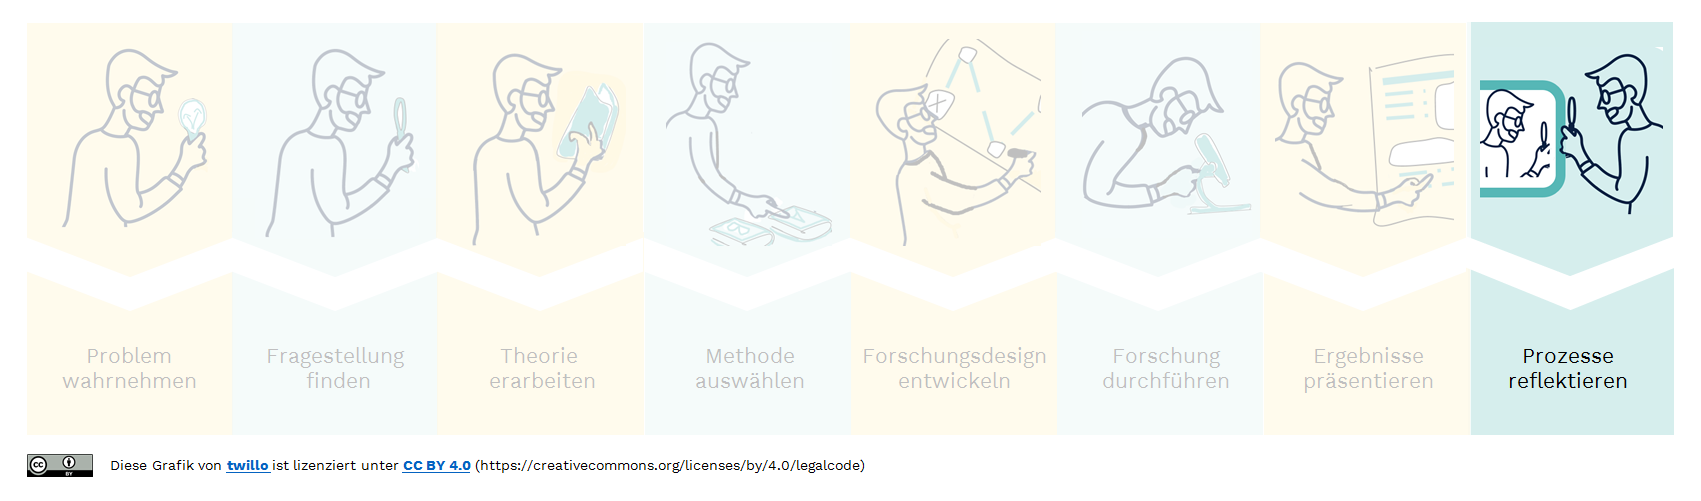 Problem
wahrnehmen
Fragestellung
finden
Theorie
erarbeiten
Methode
auswählen
Forschungsdesign
entwickeln
Forschung
durchführen
Ergebnisse
präsentieren
Prozesse
reflektieren
cc BY
Diese Grafik von twillo ist lizenziert unter CC BY 4.0 (https://creativecommons.org/licenses/by/4.0/legalcode)